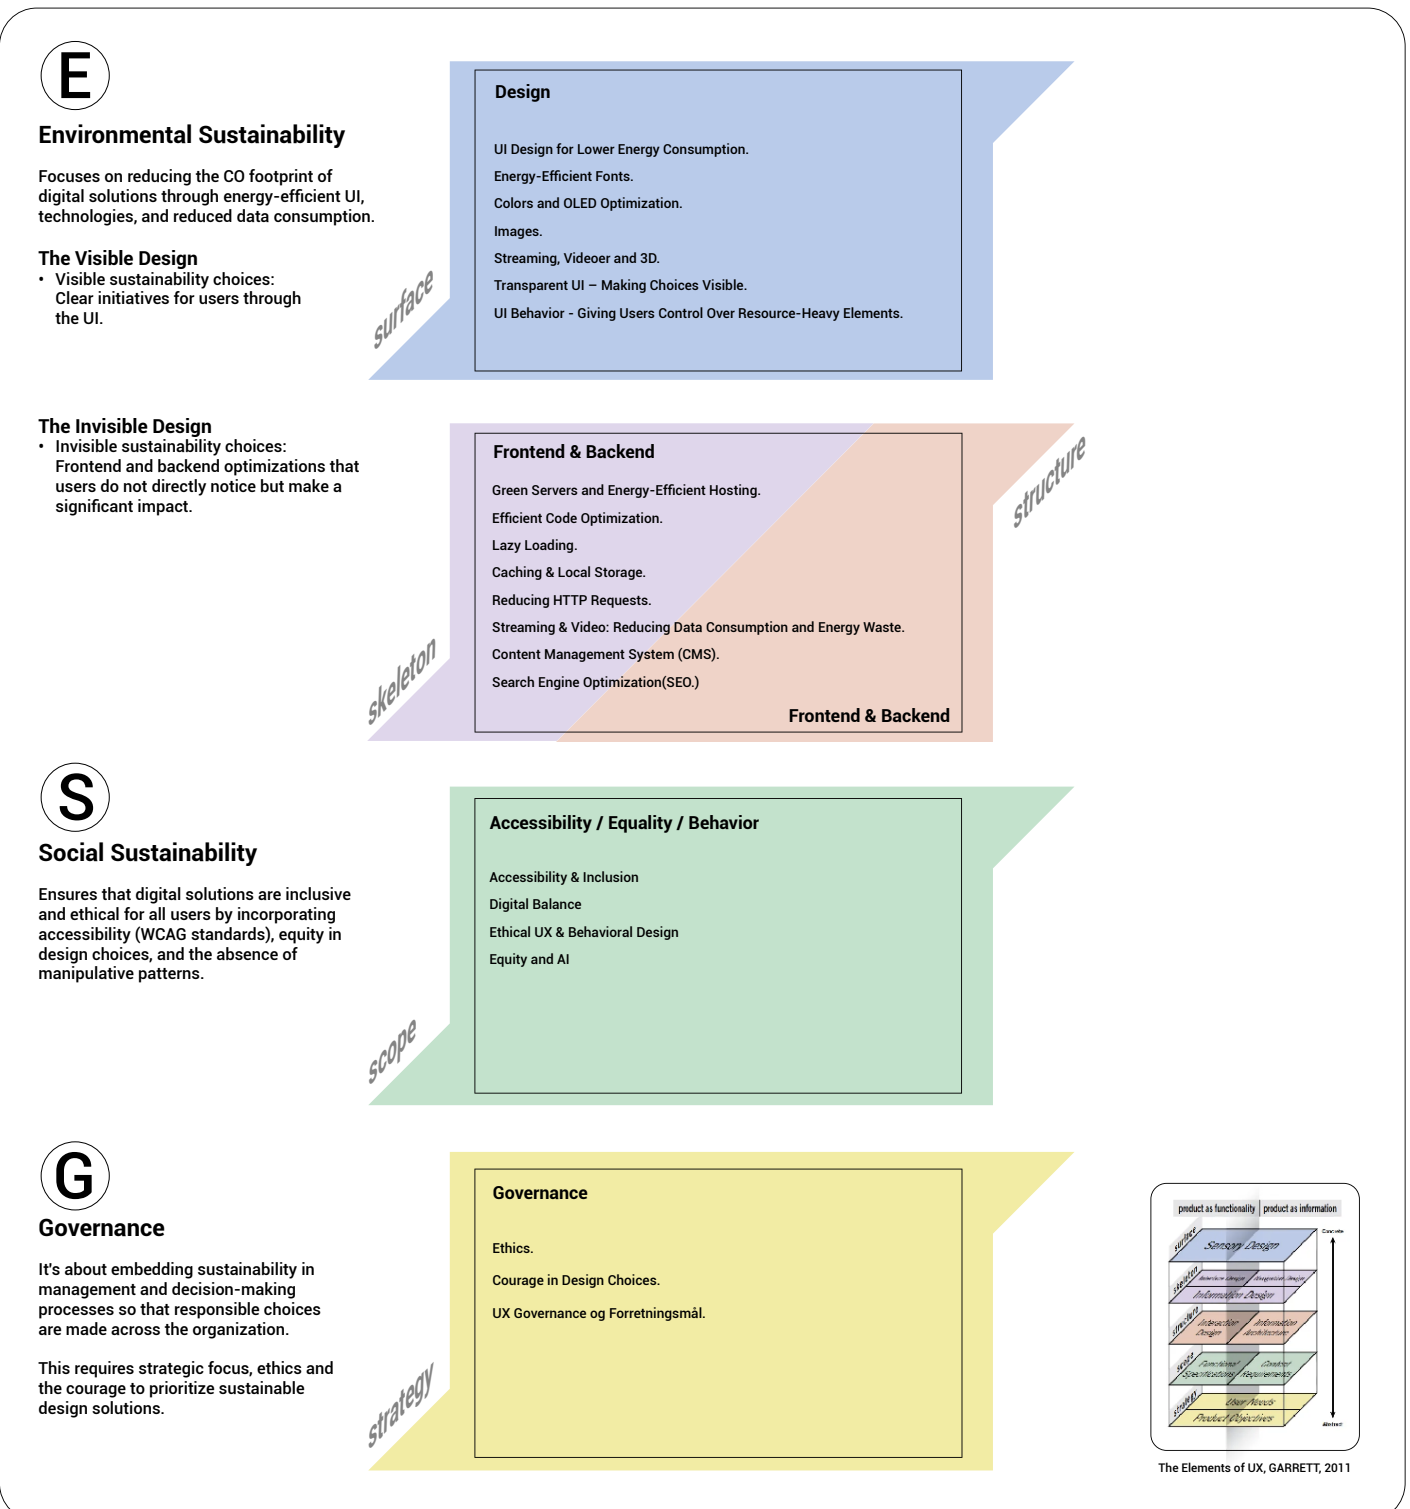 E
Environmental Sustainability
Focuses on reducing the CO footprint of
digital solutions through energy-efficient UI,
technologies, and reduced data consumption.
The Visible Design
• Visible sustainability choices:
Clear initiatives for users through
the UI.
surface
Design
UI Design for Lower Energy Consumption.
Energy-Efficient Fonts.
Colors and OLED Optimization.
Images.
Streaming, Videoer and 3D.
Transparent UI – Making Choices Visible.
UI Behavior - Giving Users Control Over Resource-Heavy Elements.
The Invisible Design
• Invisible sustainability choices:
Frontend and backend optimizations that
users do not directly notice but make a
significant impact.
skeleton
Frontend & Backend
Green Servers and Energy-Efficient Hosting.
Efficient Code Optimization.
Lazy Loading.
Caching & Local Storage.
Reducing HTTP Requests.
Streaming & Video: Reducing Data Consumption and Energy Waste.
Content Management System (CMS).
Search Engine Optimization(SEO.)
Frontend & Backend
structure
S
Social Sustainability
Ensures that digital solutions are inclusive
and ethical for all users by incorporating
accessibility (WCAG standards), equity in
design choices, and the absence of
manipulative patterns.
scope
Accessibility / Equality / Behavior
Accessibility & Inclusion
Digital Balance
Ethical UX & Behavioral Design
Equity and AI
G
Governance
It's about embedding sustainability in
management and decision-making
processes so that responsible choices
are made across the organization.
This requires strategic focus, ethics and
the courage to prioritize sustainable
design solutions.
strategy
Governance
Ethics.
Courage in Design Choices.
UX Governance og Forretningsmål.
product as functionality product as information
surface
Sensory Design
Concrete
skeleton
Interface Design Navigation Design
Information Design
structure
Interaction Information
Design Architecture
scope
Functional Content
Specifications Requirements
strategy
User Needs
Product Objectives
Abstract
The Elements of UX, GARRETT, 2011